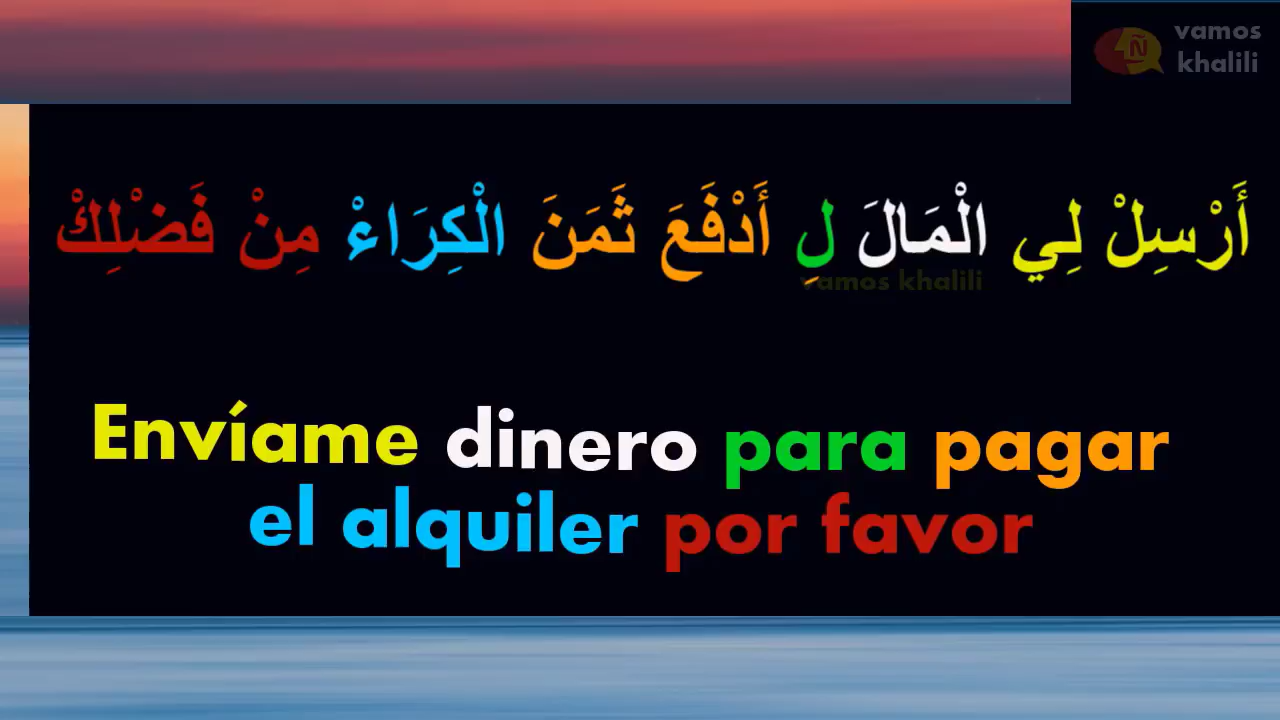 vamos
khalili
أَرْسِلْ لِي الْمَالَ لِ أَدْفَعَ ثَمَنَ الْكِرَاءْ مِنْ فَضْلِكْ
vamos khalili
Envíame dinero para pagar
el alquiler por favor